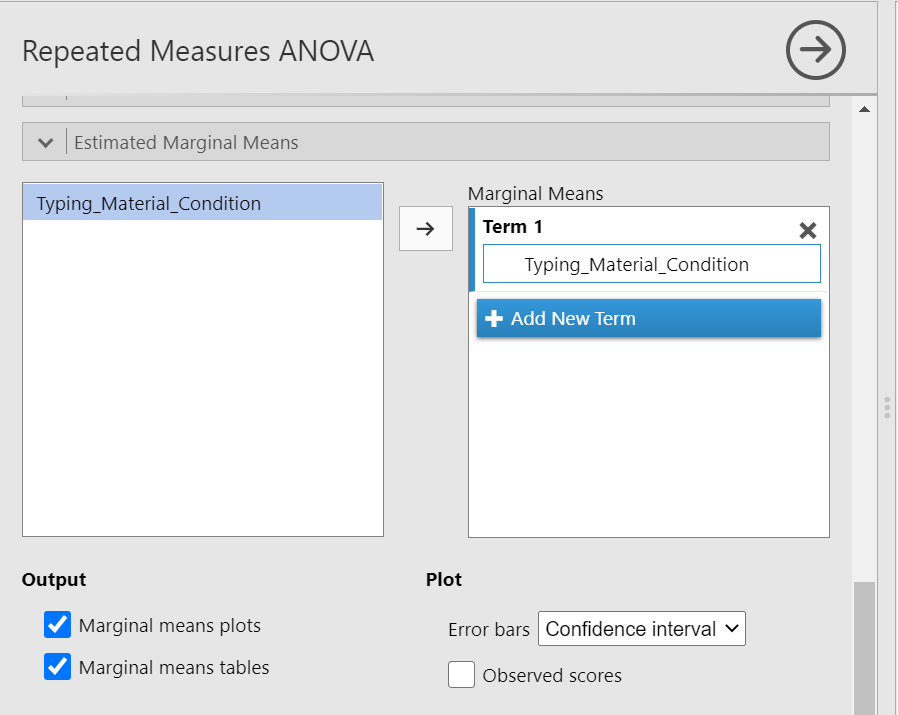 Repeated Measures ANOVA
Estimated Marginal Means
Typing_Material_Condition
Marginal Means
Term 1
Typing_Material_Condition
Add New Term
Output
Marginal means plots
Marginal means tables
Plot
Error bars Confidence interval
Observed scores